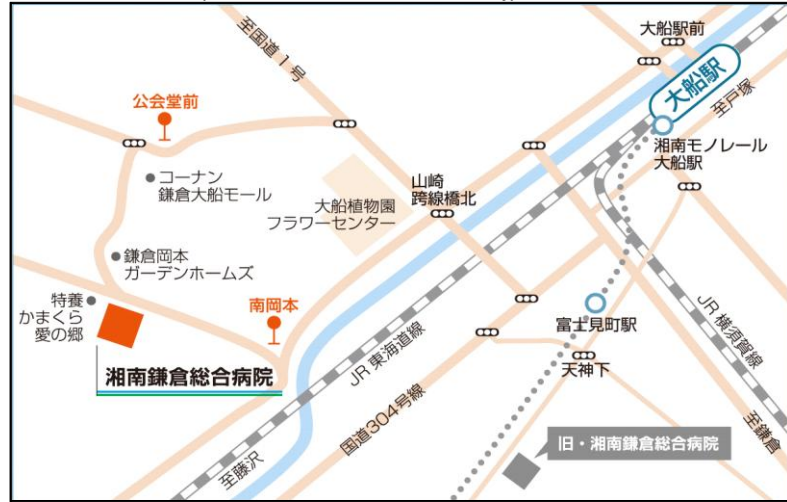 至国道1号
大船駅前
大船駅
至戸塚
公会堂前
湘南モノレール
大船駅
コーナン
鎌倉大船モール
大船植物園
フラワーセンター
山崎
跨線橋北
鎌倉岡本
ガーデンホームズ
特養
かまくら
愛の郷
南岡本
富士見町駅
JR 横須賀線
JR 東海道線
天神下
湘南鎌倉総合病院
国道304号線
至鎌倉
旧・湘南鎌倉総合病院
至藤沢